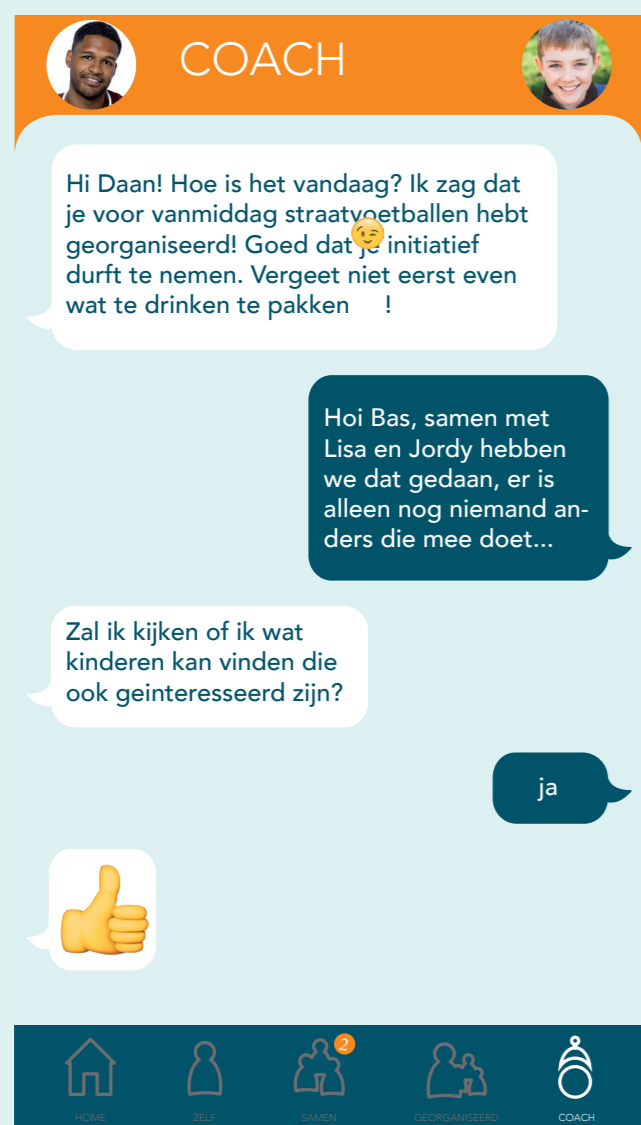 COACH
Hi Daan! Hoe is het vandaag? Ik zag dat
je voor vanmiddag straatvoetballen hebt
georganiseerd! Goed dat je initiatief
durft te nemen. Vergeet niet eerst even
wat te drinken te pakken 😉 !
Hoi Bas, samen met
Lisa en Jordy hebben
we dat gedaan, er is
alleen nog niemand an-
ders die mee doet...
Zal ik kijken of ik wat
kinderen kan vinden die
ook geinteresseerd zijn?
ja
2
HOME ZELF SAMEN GEORGANISEERD COACH